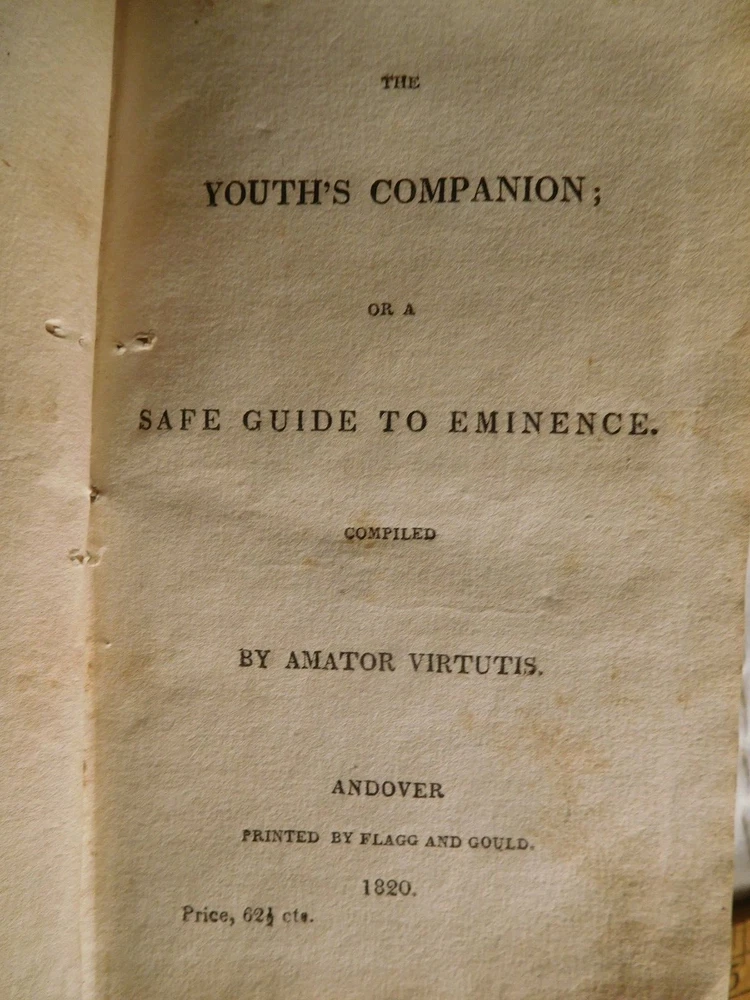 THE
YOUTH'S COMPANION;
OR A
SAFE GUIDE TO EMINENCE.
COMPILED
BY AMATOR VIRTUTIS.
ANDOVER
PRINTED BY FLAGG AND GOULD.
1820.
Price, 62½ cts.